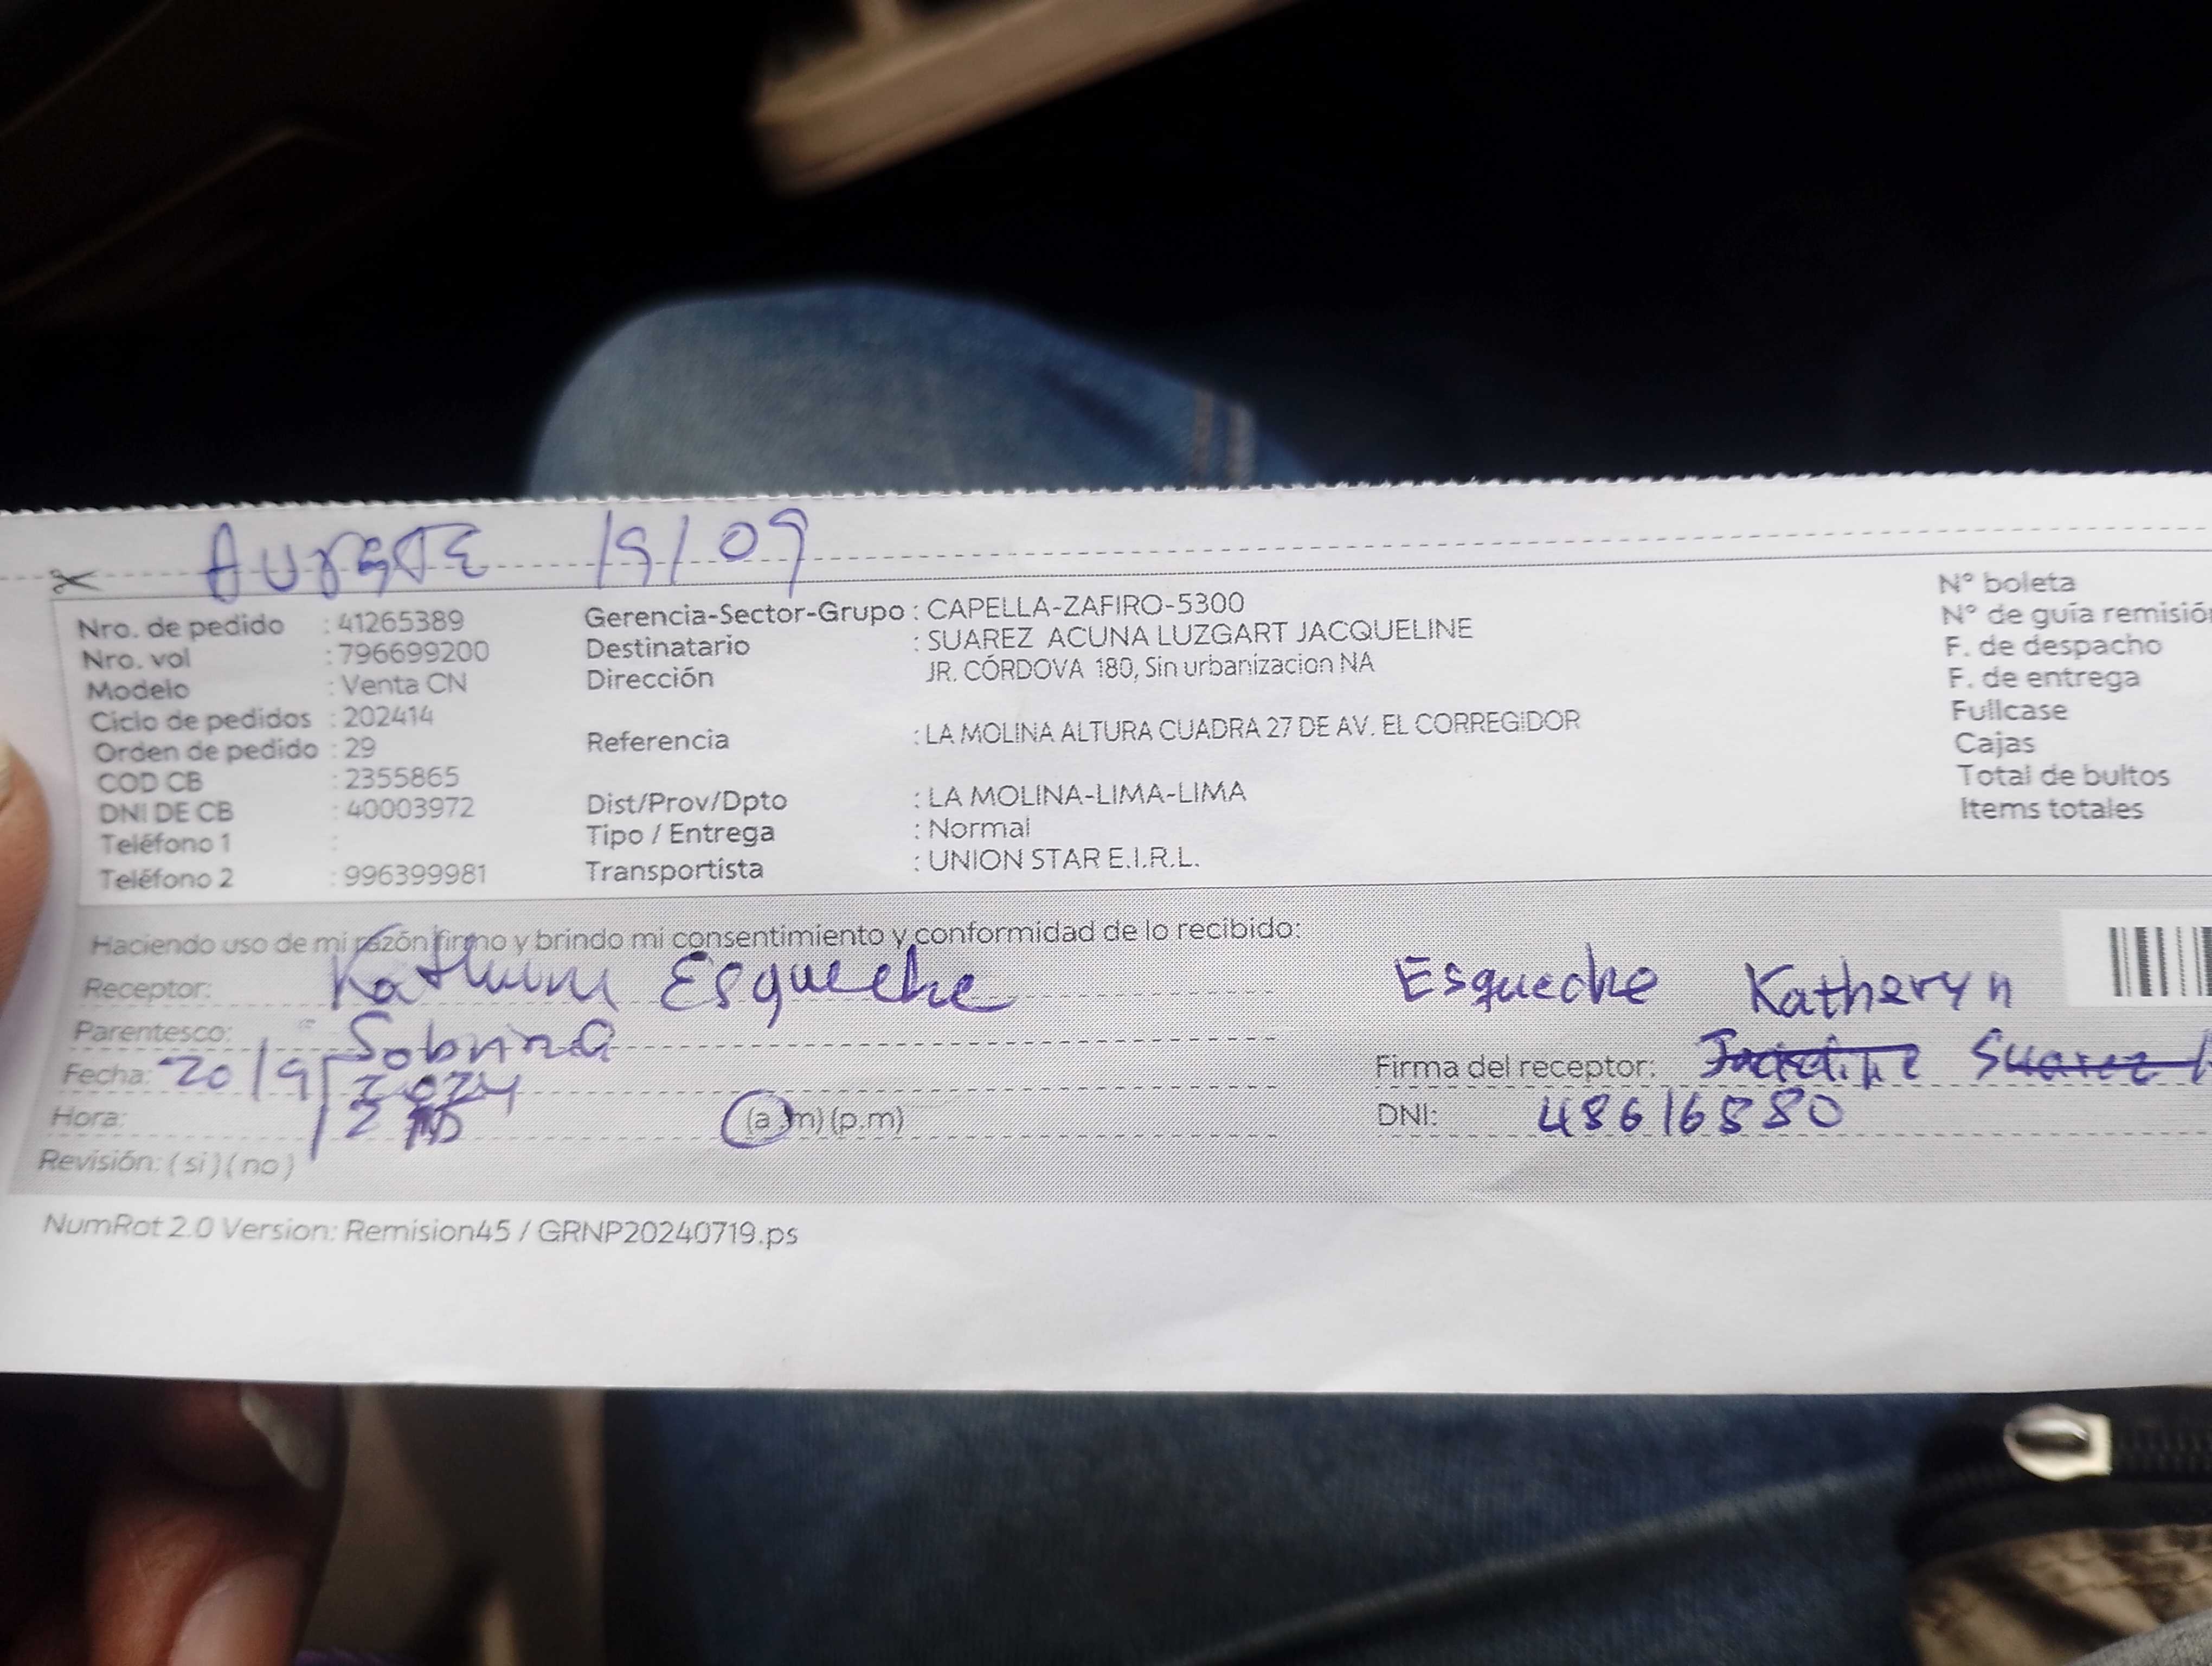 AUSENTE 19/09
Nro. de pedido : 41265389
Nro. vol : 796699200
Modelo : Venta CN
Ciclo de pedidos : 202414
Orden de pedido : 29
COD CB : 2355865
DNI DE CB : 40003972
Teléfono 1 :
Teléfono 2 : 996399981
Gerencia-Sector-Grupo : CAPELLA-ZAFIRO-5300
Destinatario : SUAREZ ACUNA LUZGART JACQUELINE
Dirección JR. CÓRDOVA 180, Sin urbanizacion NA
Referencia : LA MOLINA ALTURA CUADRA 27 DE AV. EL CORREGIDOR
Dist/Prov/Dpto : LA MOLINA-LIMA-LIMA
Tipo / Entrega : Normal
Transportista : UNION STAR E.I.R.L.
N° boleta
N° de guía remisión
F. de despacho
F. de entrega
Fullcase
Cajas
Total de bultos
Items totales
Haciendo uso de mi razón firmo y brindo mi consentimiento y conformidad de lo recibido:
Receptor: Esqueche
Parentesco: Sobrina
Fecha: 20/9/2024
Hora: (a.m) (p.m)
Revisión: (si) (no)
Esqueche Katheryn
Firma del receptor: Suarez
DNI: 48616880
NumRot 2.0 Version: Remision45 / GRNP20240719.ps